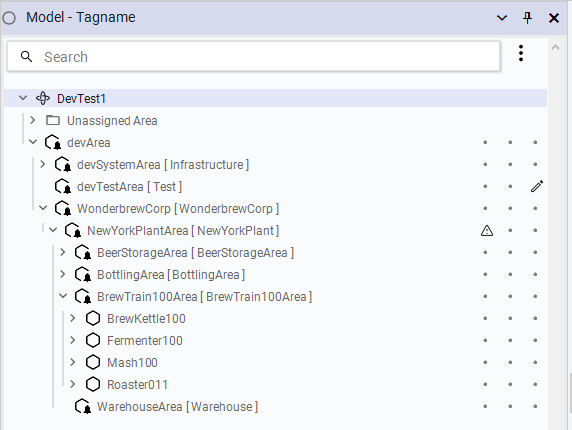 Model - Tagname
Search
DevTest1
Unassigned Area
devArea
devSystemArea [ Infrastructure ]
devTestArea [ Test ]
WonderbrewCorp [ WonderbrewCorp ]
NewYorkPlantArea [ NewYorkPlant ]
BeerStorageArea [ BeerStorageArea ]
BottlingArea [ BottlingArea ]
BrewTrain100Area [ BrewTrain100Area ]
BrewKettle100
Fermenter100
Mash100
Roaster011
WarehouseArea [ Warehouse ]